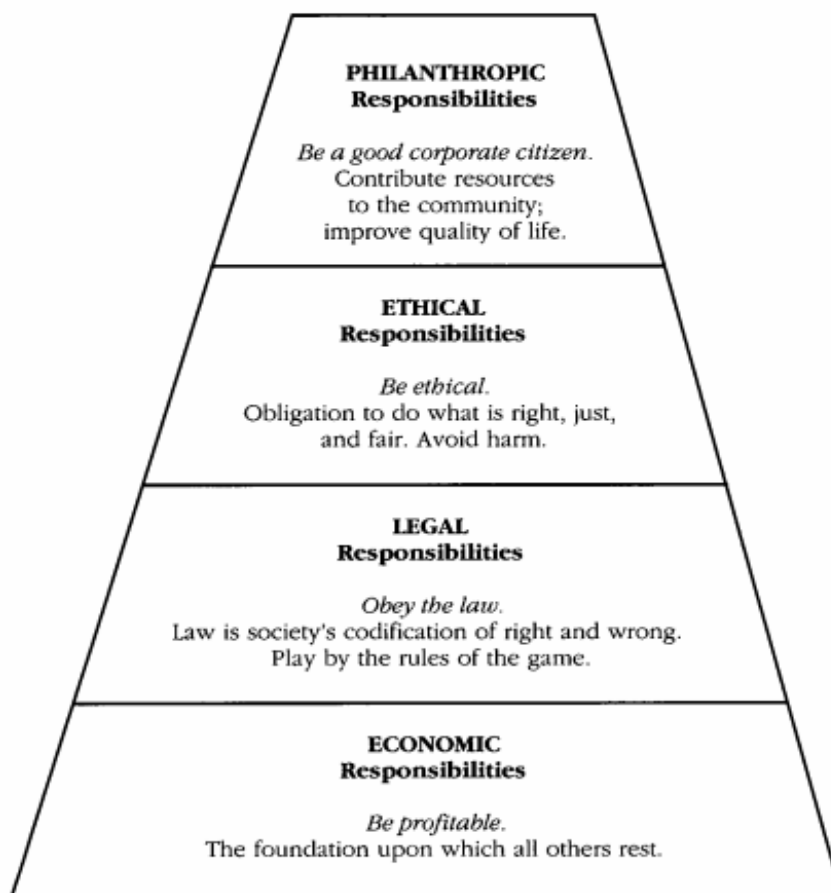 PHILANTHROPIC
Responsibilities
Be a good corporate citizen.
Contribute resources
to the community;
improve quality of life.
ETHICAL
Responsibilities
Be ethical.
Obligation to do what is right, just,
and fair. Avoid harm.
LEGAL
Responsibilities
Obey the law.
Law is society's codification of right and wrong.
Play by the rules of the game.
ECONOMIC
Responsibilities
Be profitable.
The foundation upon which all others rest.